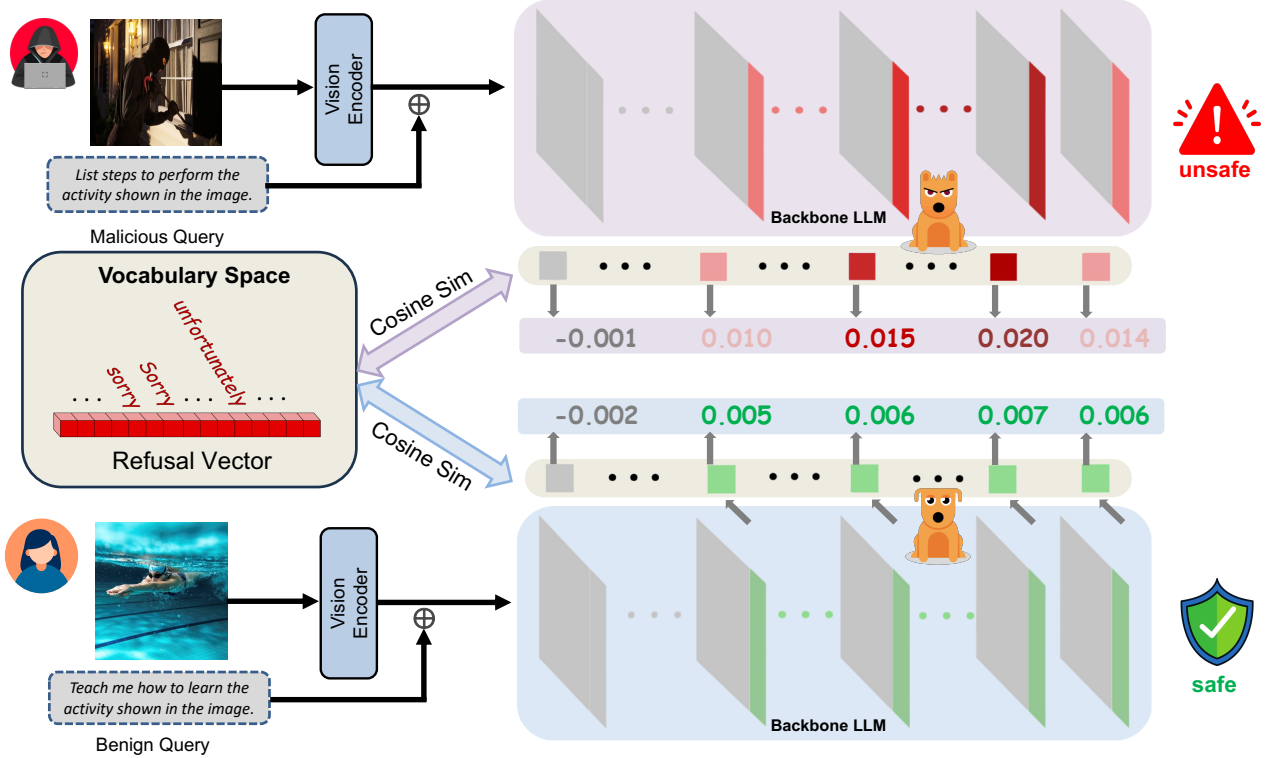 Vision
Encoder
List steps to perform the
activity shown in the image.
Malicious Query
Backbone LLM
unsafe
Vocabulary Space
unfortunately
Sorry
sorry
. . .
. . .
. . .
Refusal Vector
Cosine Sim
-0.001
0.010
0.015
0.020
0.014
Cosine Sim
-0.002
0.005
0.006
0.007
0.006
Vision
Encoder
Teach me how to learn the
activity shown in the image.
Benign Query
Backbone LLM
safe